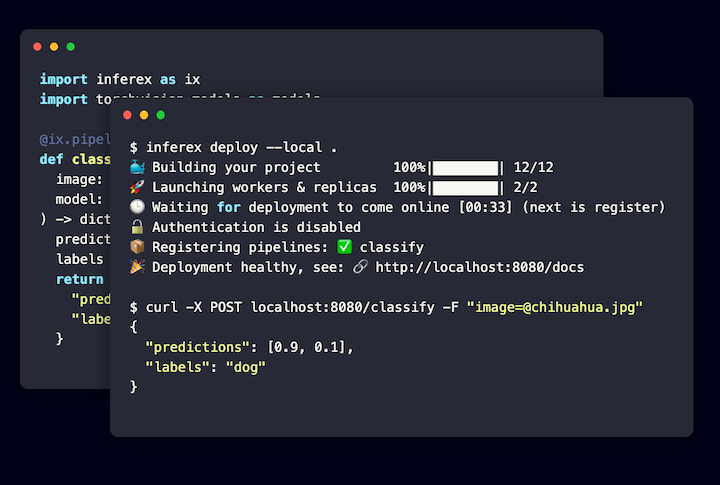 import inferex as ix
import torchvision.models as models
@ix.pipel
def class
image:
model:
) -> dict
predict
labels
return
"pred
"labe
}
$ inferex deploy --local .
🐳 Building your project 100%|██████████| 12/12
🚀 Launching workers & replicas 100%|██████████| 2/2
🕒 Waiting for deployment to come online [00:33] (next is register)
🔓 Authentication is disabled
📦 Registering pipelines: ✅ classify
🎉 Deployment healthy, see: 🔗 http://localhost:8080/docs
$ curl -X POST localhost:8080/classify -F "image=@chihuahua.jpg"
{
"predictions": [0.9, 0.1],
"labels": "dog"
}